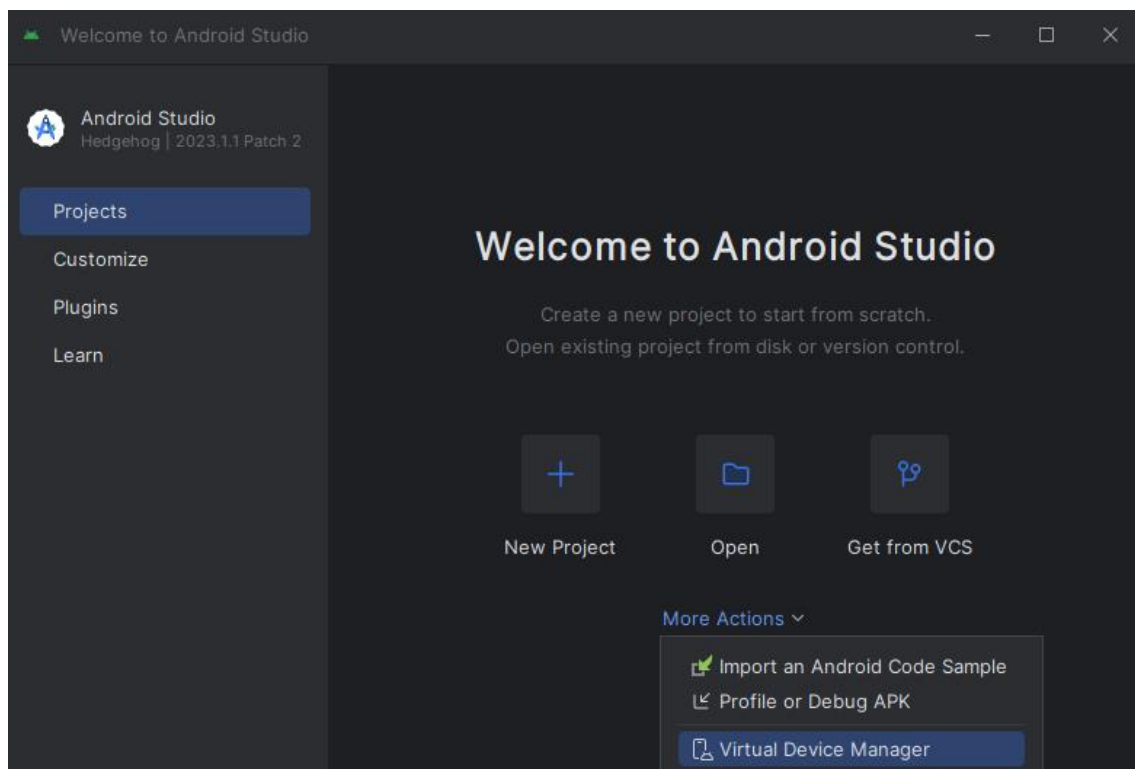 Welcome to Android Studio
Android Studio
Hedgehog | 2023.1.1 Patch 2
Projects
Customize
Plugins
Learn
Welcome to Android Studio
Create a new project to start from scratch.
Open existing project from disk or version control.
New Project
Open
Get from VCS
More Actions
Import an Android Code Sample
Profile or Debug APK
Virtual Device Manager